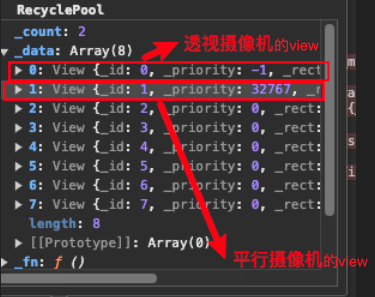 RecyclePool
_count: 2
_data: Array(8)
透视摄像机的view
0: View {_id: 0, _priority: −1, _rect:
1: View {_id: 1, _priority: 32767, _r
2: View {_id: 2, _priority: 0, _rect:
3: View {_id: 3, _priority: 0, _rect:
4: View {_id: 4, _priority: 0, _rect:
5: View {_id: 5, _priority: 0, _rect:
6: View {_id: 6, _priority: 0, _rect:
7: View {_id: 7, _priority: 0, _rect:
length: 8
[[Prototype]]: Array(0)
平行摄像机的view
_fn: ƒ ()
m
a
{
s
i